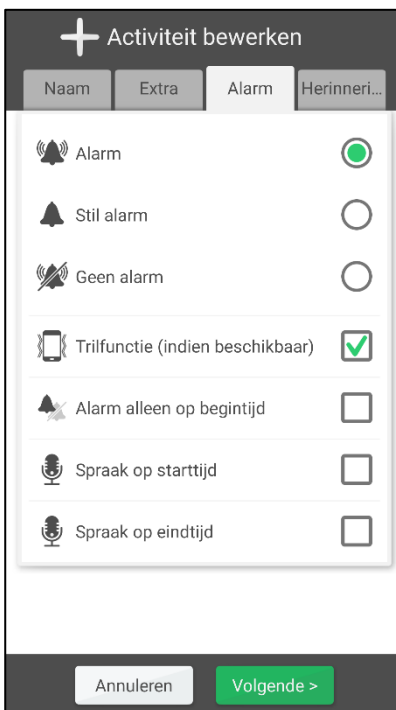 Activiteit bewerken
Naam
Extra
Alarm
Herinneri...
Alarm
Stil alarm
Geen alarm
Trilfunctie (indien beschikbaar)
Alarm alleen op begintijd
Spraak op starttijd
Spraak op eindtijd
Annuleren
Volgende >